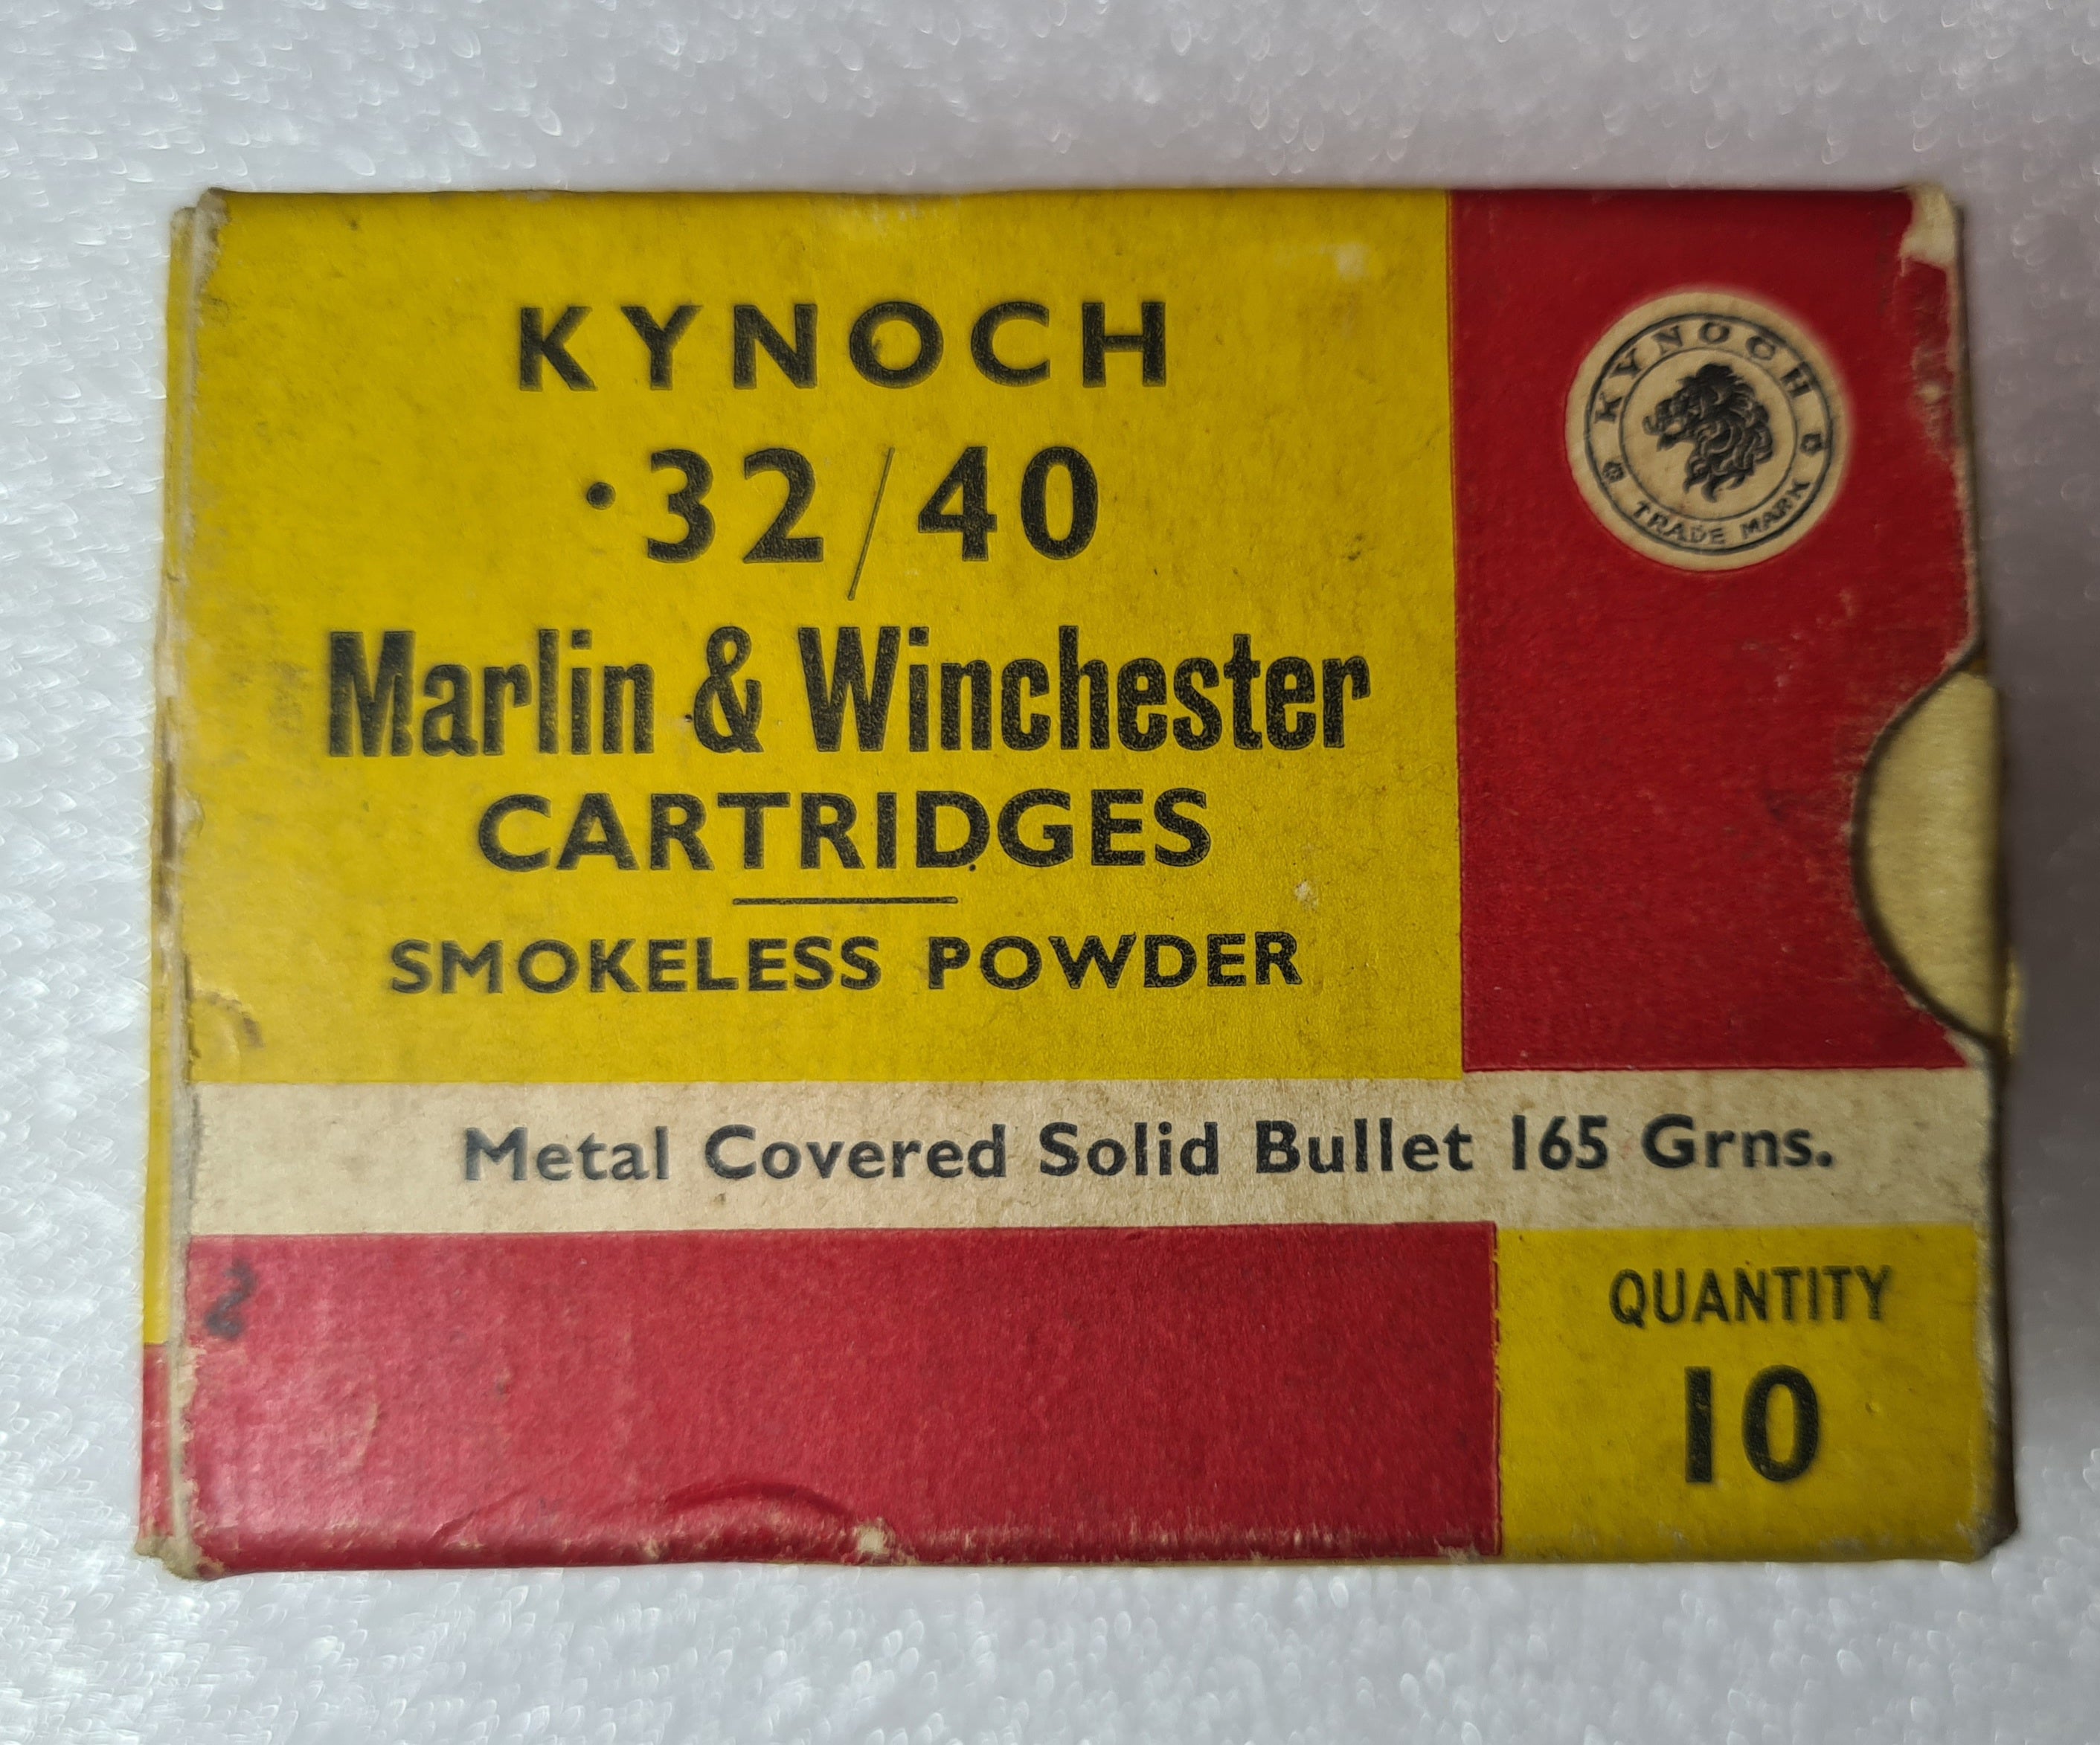 KYNOCH
·32/40
Marlin & Winchester
CARTRIDGES
SMOKELESS POWDER
KYNOCH
TRADE MARK
Metal Covered Solid Bullet 165 Grns.
2
QUANTITY
10